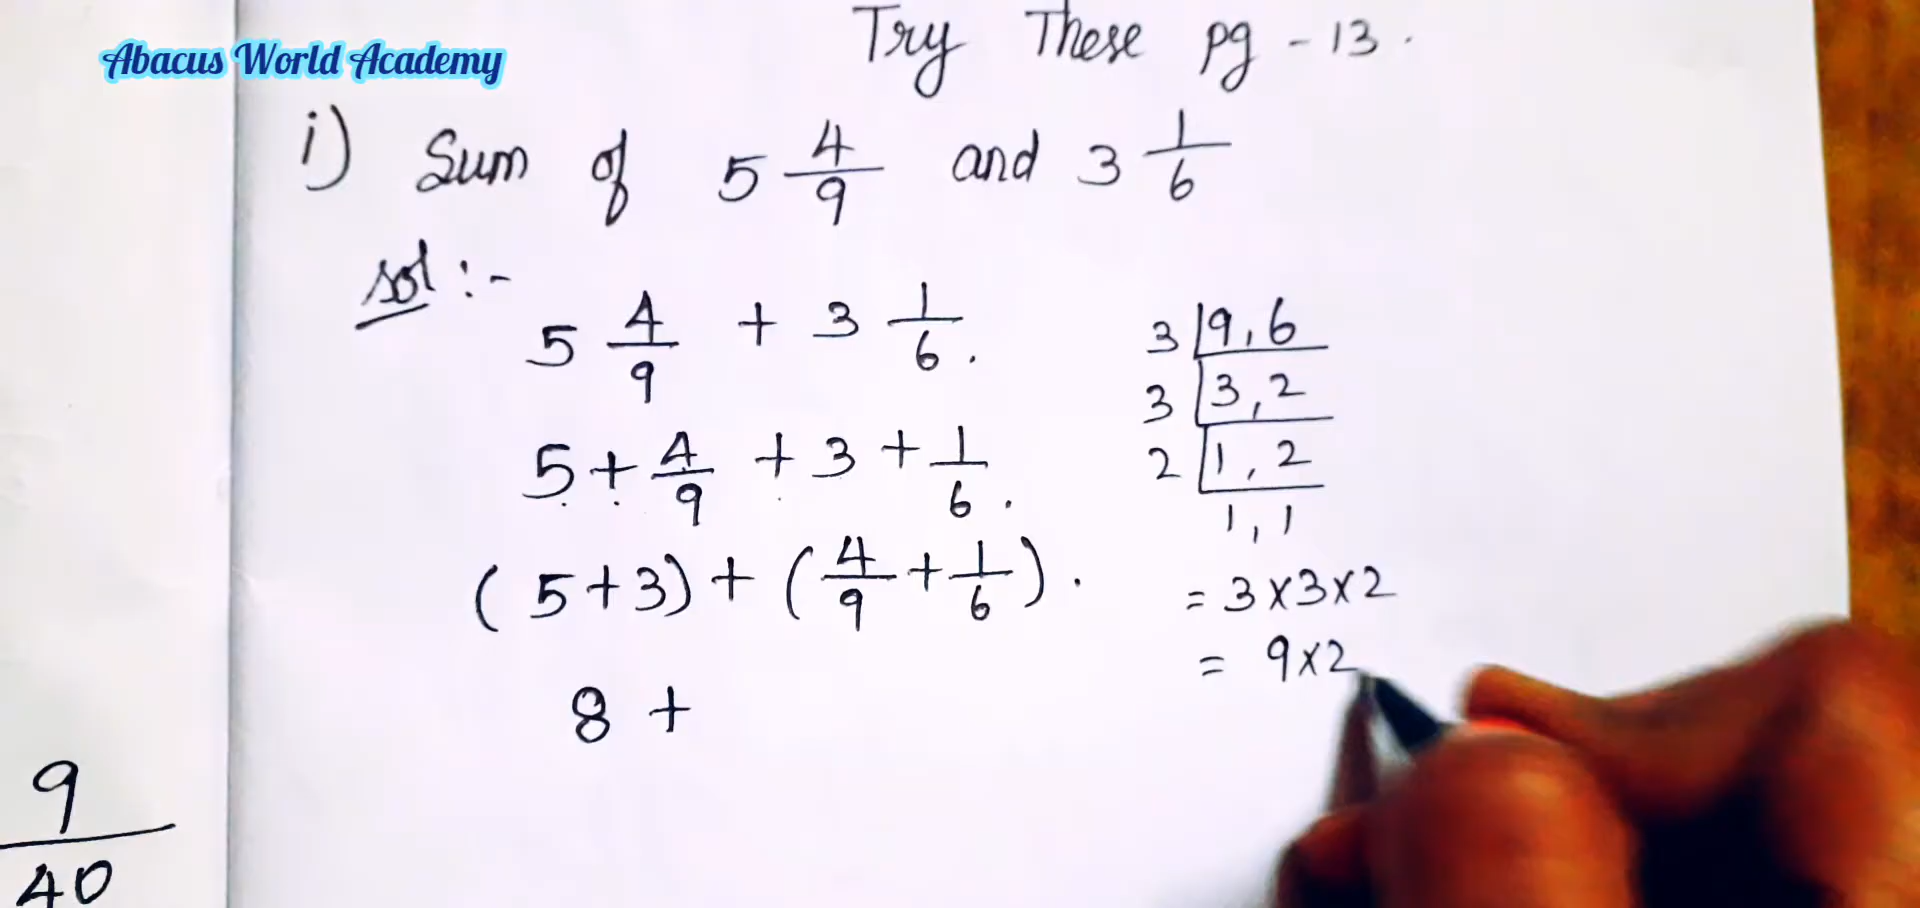 Try These pg - 13.
Abacus World Academy
i) Sum of 5 4/9 and 3 1/6
sol :-
5 4/9 + 3 1/6.
5 + 4/9 + 3 + 1/6.
(5+3) + (4/9 + 1/6).
8 +
3 | 9, 6
3 | 3, 2
2 | 1, 2
1, 1
= 3×3×2
= 9×2
9/40